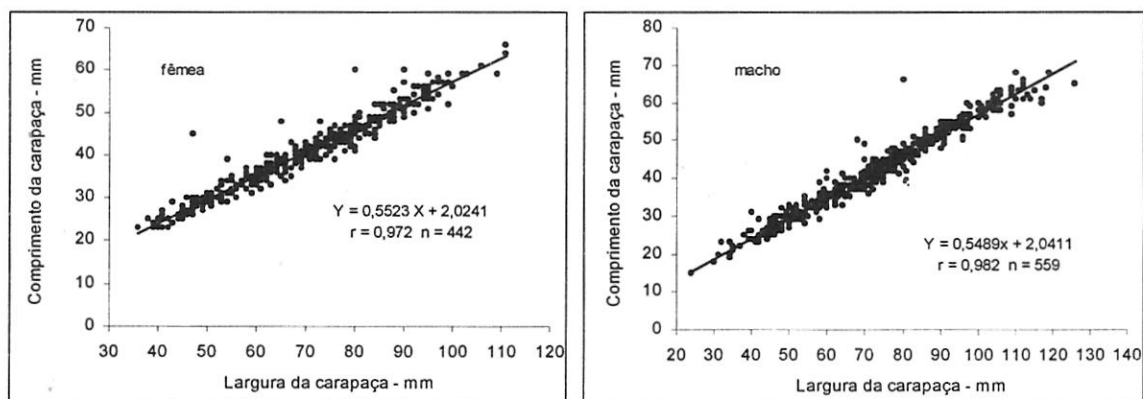 70
60
50
40
30
20
10
0
Comprimento da carapaça - mm
fêmea
Y = 0,5523 X + 2,0241
r = 0,972 n = 442
30 40 50 60 70 80 90 100 110 120
Largura da carapaça - mm
80
70
60
50
40
30
20
10
0
Comprimento da carapaça - mm
macho
Y = 0,5489x + 2,0411
r = 0,982 n = 559
20 30 40 50 60 70 80 90 100 110 120 130 140
Largura da carapaça - mm